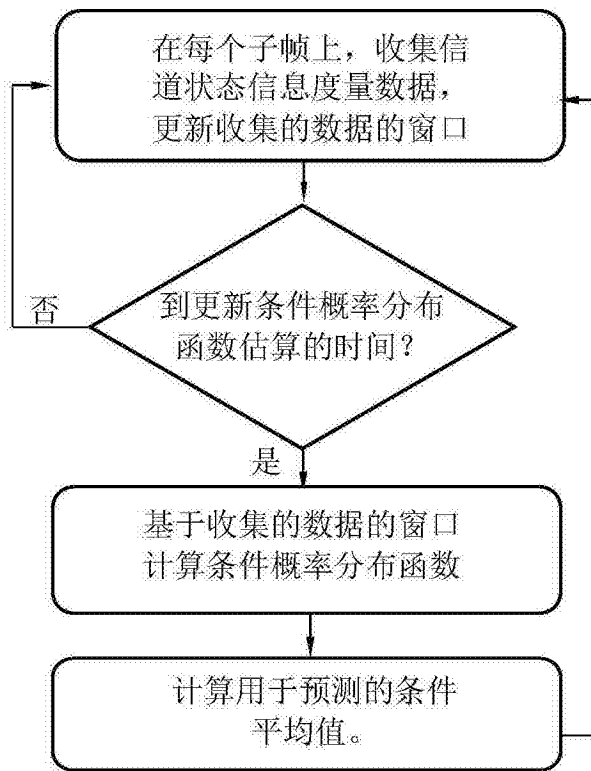 在每个子帧上，收集信
道状态信息度量数据，
更新收集的数据的窗口
到更新条件概率分布
函数估算的时间？
否
是
基于收集的数据的窗口
计算条件概率分布函数
计算用于预测的条件
平均值。